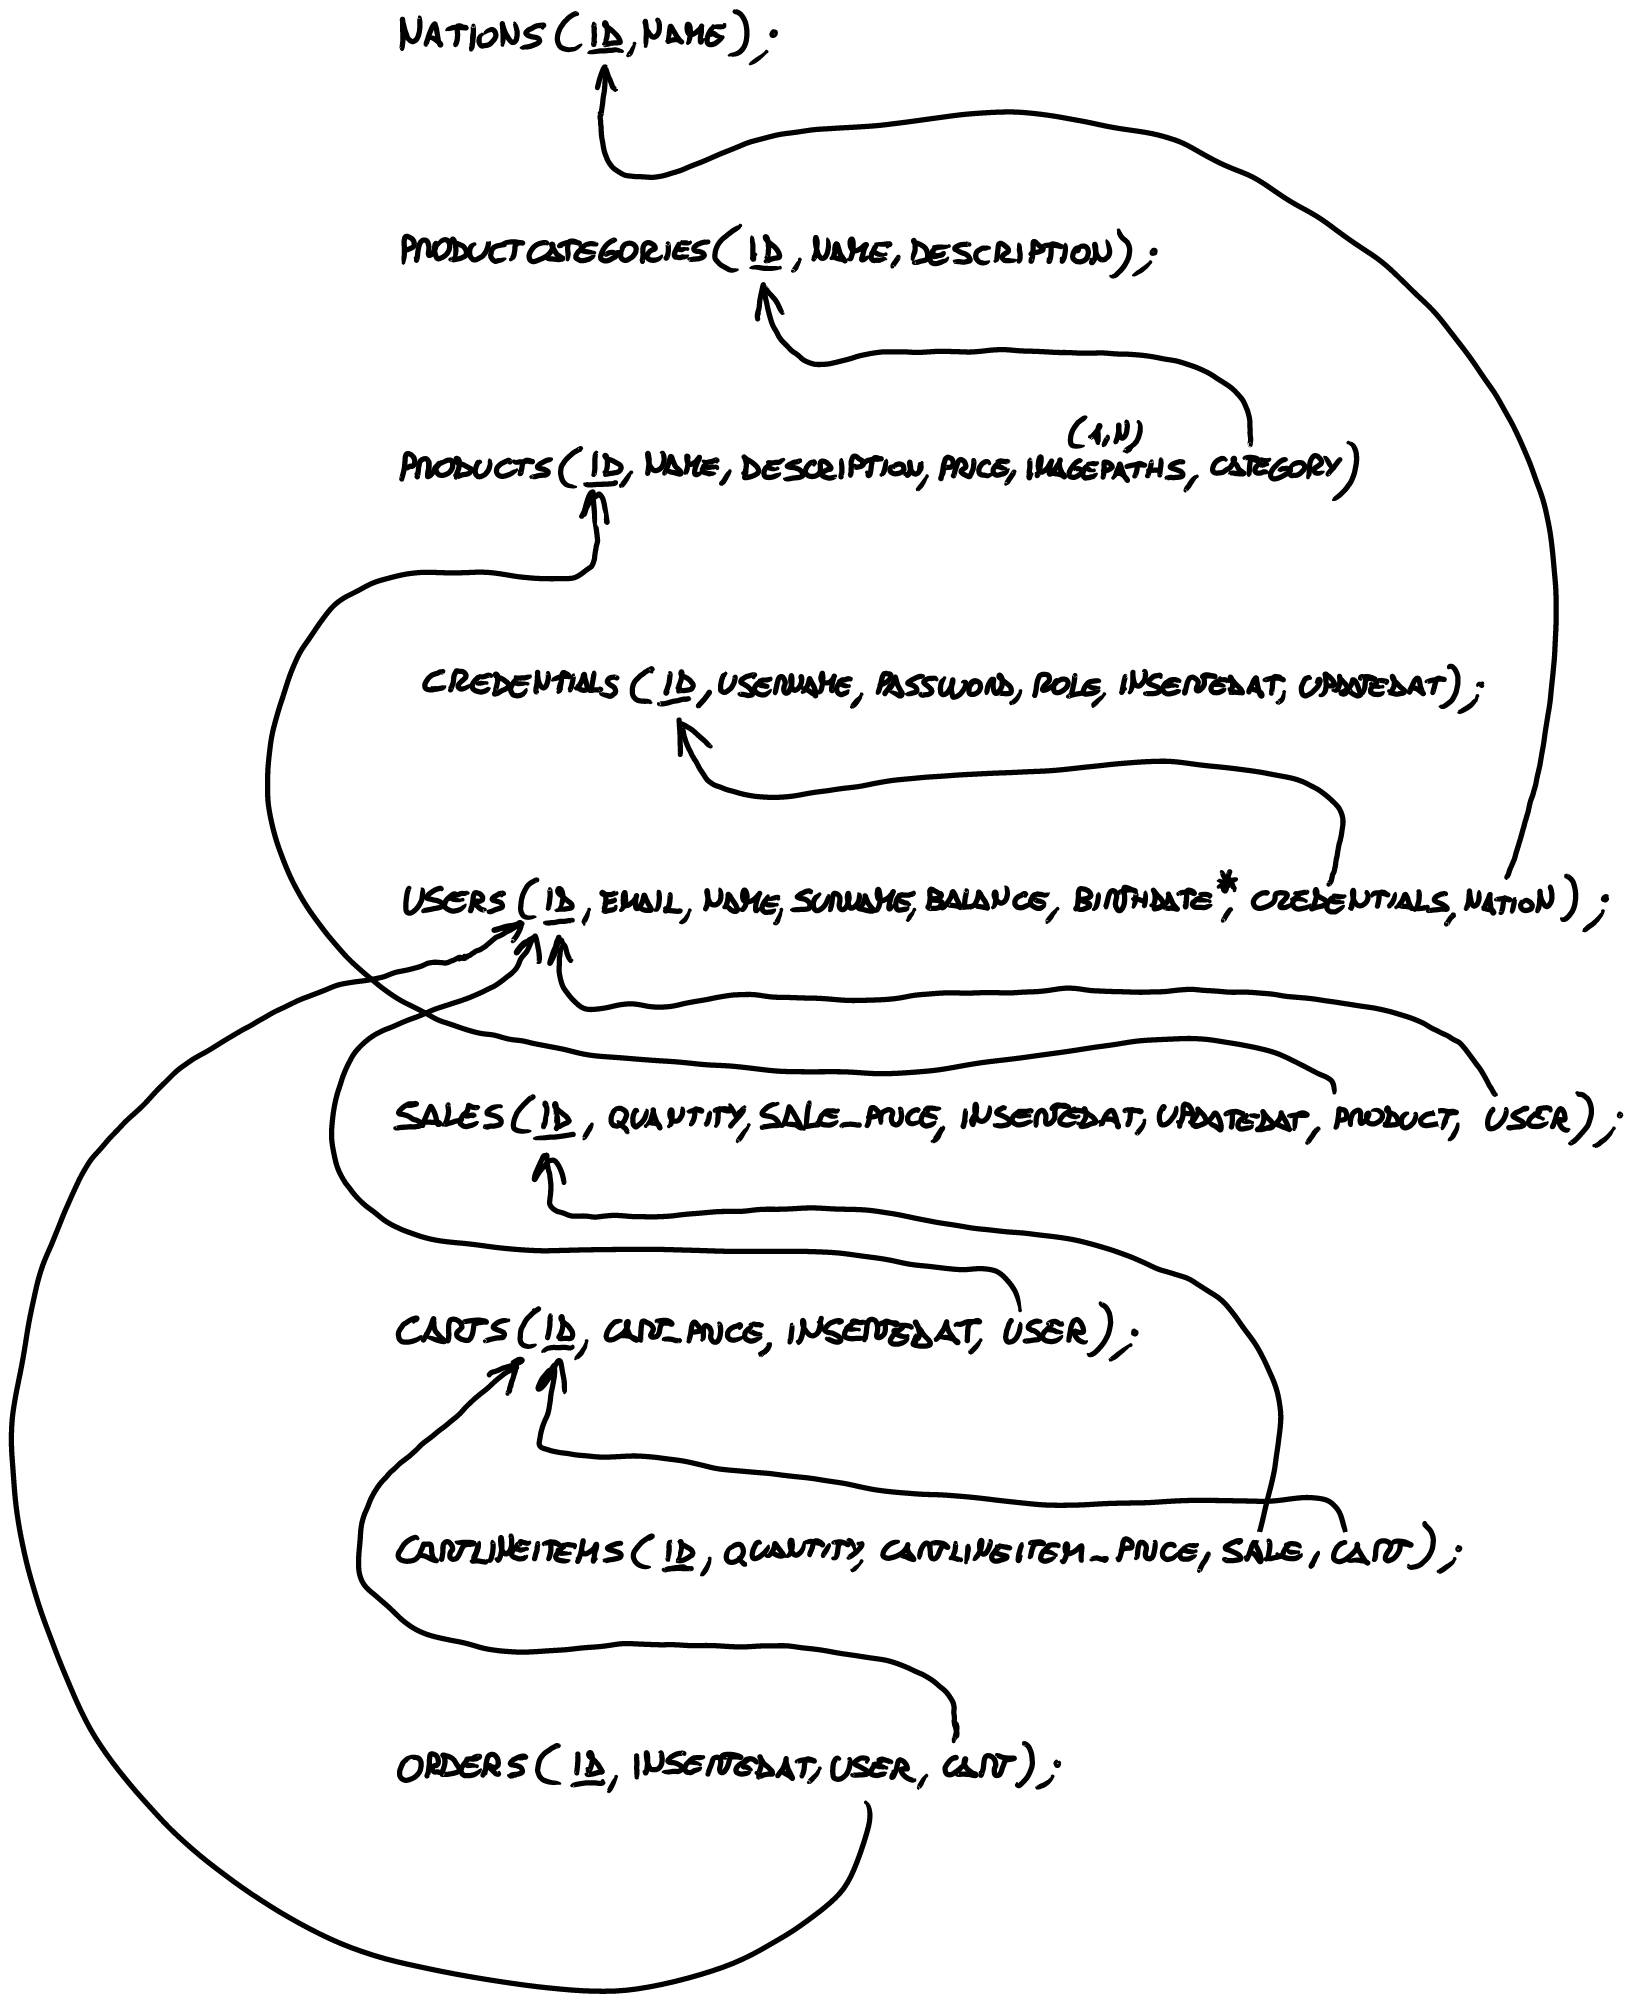 NATIONS(ID, NAME);
PRODUCTCATEGORIES(ID, NAME, DESCRIPTION);
(1,N)
PRODUCTS(ID, NAME, DESCRIPTION, PRICE, IMAGEPATHS, CATEGORY)
CREDENTIALS(ID, USERNAME, PASSWORD, ROLE, INSERTEDAT, UPDATEDAT);
USERS(ID, EMAIL, NAME, SURNAME, BALANCE, BIRTHDATE*, CREDENTIALS, NATION);
SALES(ID, QUANTITY, SALE_PRICE, INSERTEDAT, UPDATEDAT, PRODUCT, USER);
CARTS(ID, CART_PRICE, INSERTEDAT, USER);
CARTLINEITEMS(ID, QUANTITY, CARTLINEITEM_PRICE, SALE, CART);
ORDERS(ID, INSERTEDAT, USER, CART);